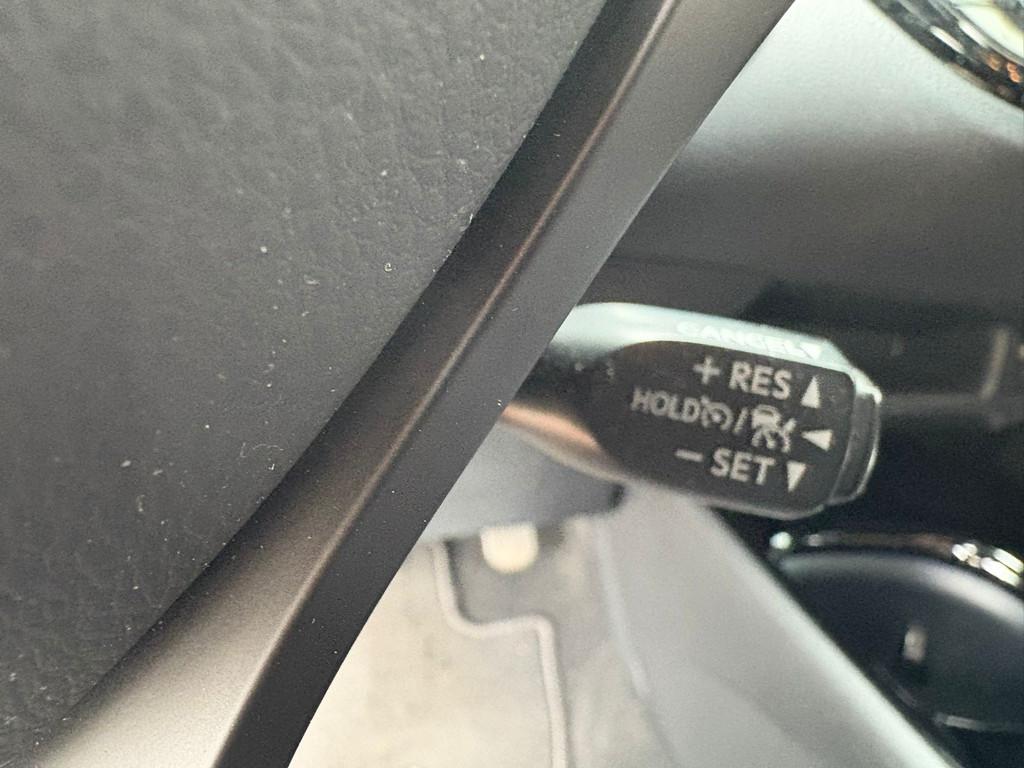 CANCEL
+ RES
HOLD /
− SET